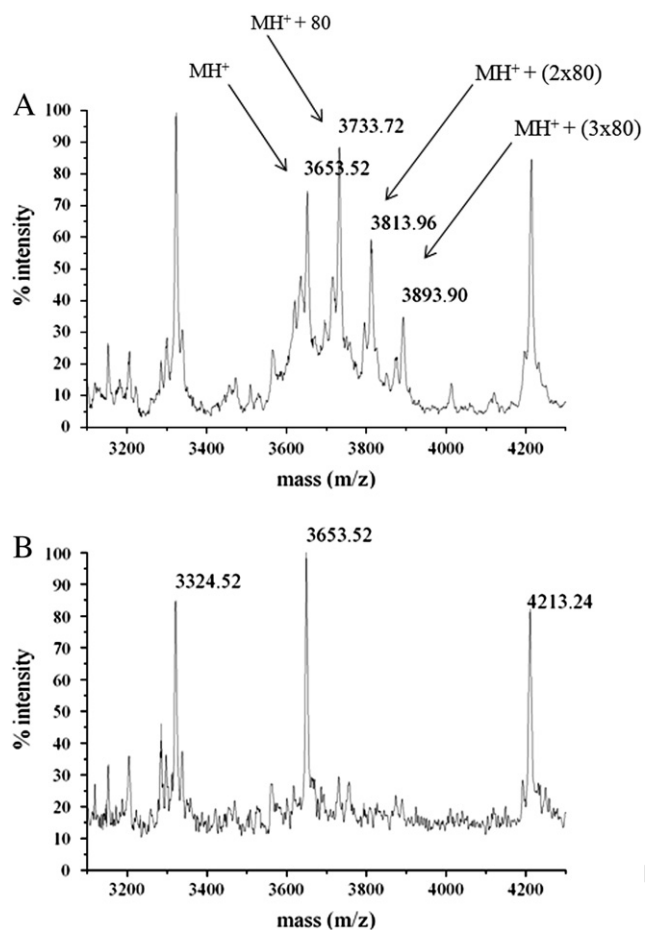 MH+ + 80
MH+
MH+ + (2x80)
MH+ + (3x80)
A
3733.72
3653.52
3813.96
3893.90
100
90
80
70
60
50
40
30
20
10
0
% intensity
3200 3400 3600 3800 4000 4200
mass (m/z)
B
3653.52
3324.52
4213.24
100
90
80
70
60
50
40
30
20
10
0
% intensity
3200 3400 3600 3800 4000 4200
mass (m/z)